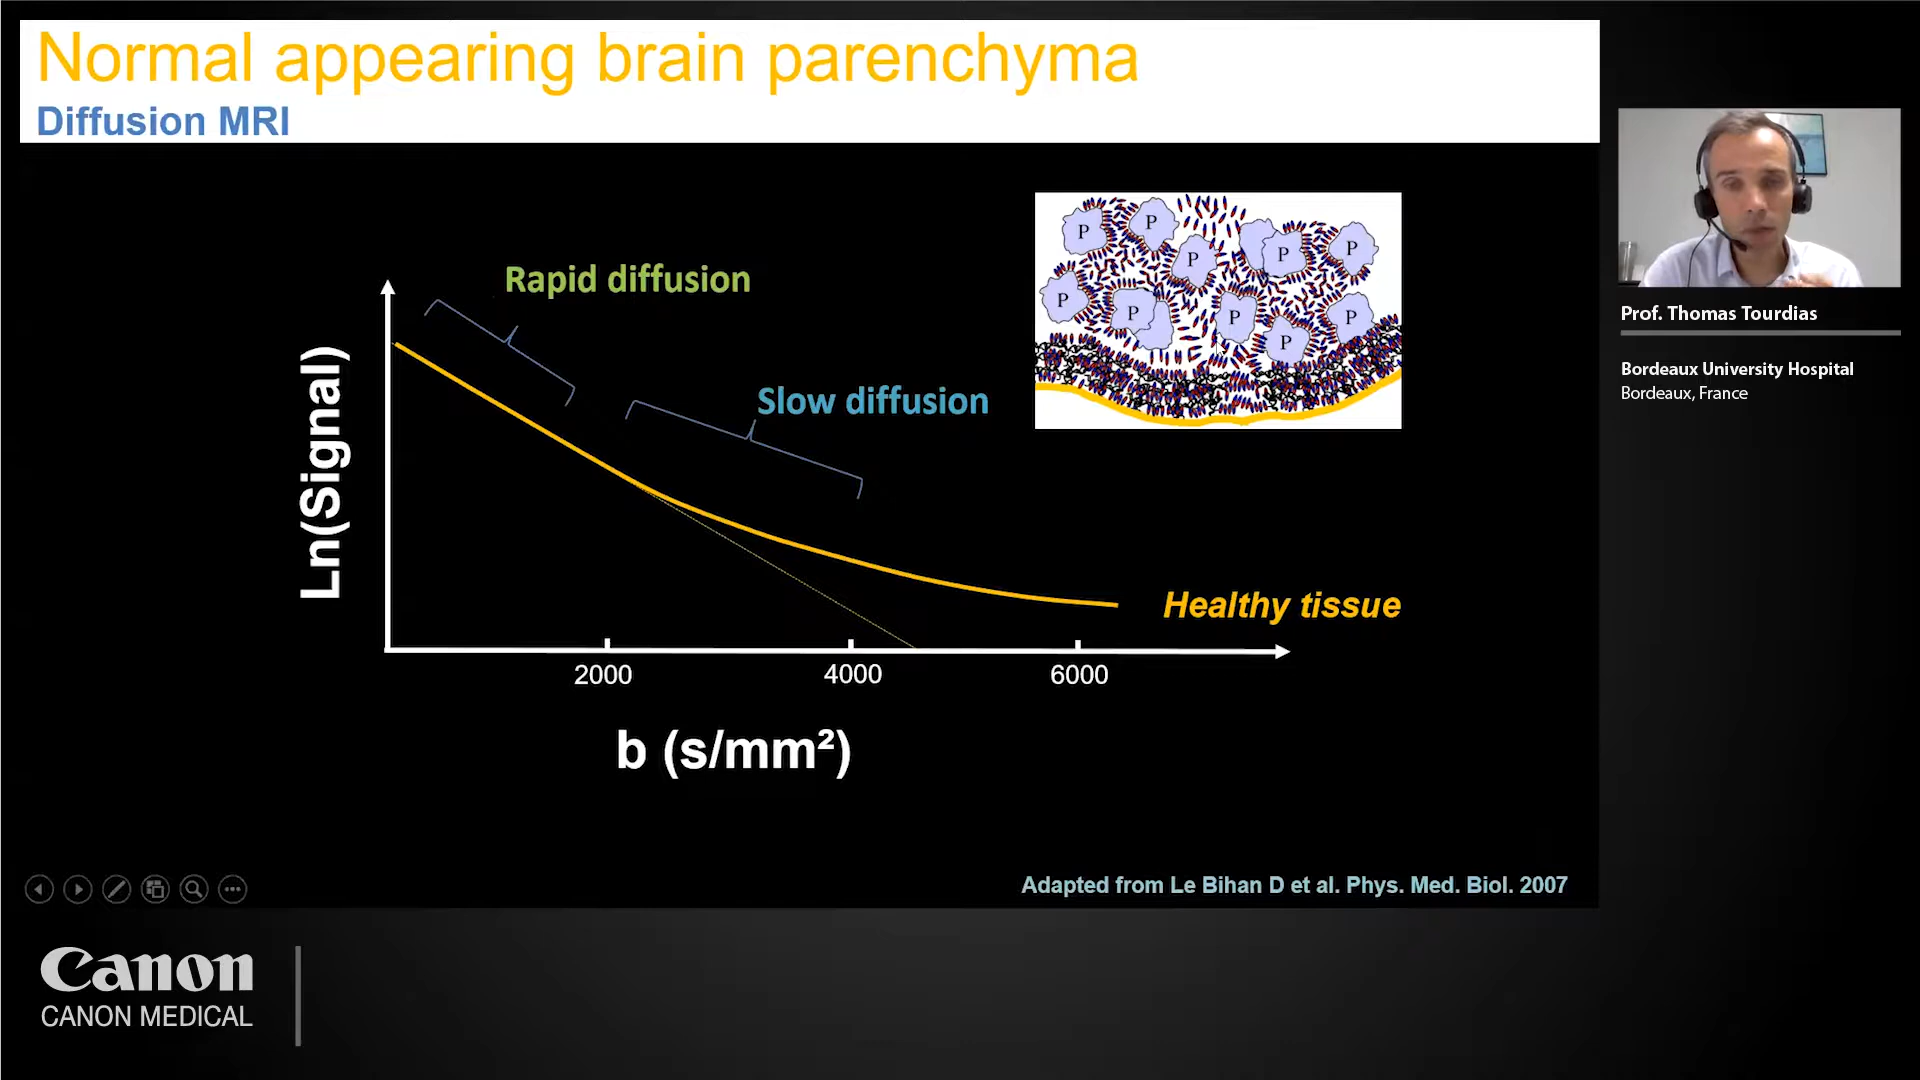 Normal appearing brain parenchyma
Diffusion MRI
Rapid diffusion
Slow diffusion
P
P
P
P
P
P
P
P
P
P
Ln(Signal)
Healthy tissue
2000
4000
6000
b (s/mm²)
Adapted from Le Bihan D et al. Phys. Med. Biol. 2007
Prof. Thomas Tourdias
Bordeaux University Hospital
Bordeaux, France
Canon
CANON MEDICAL